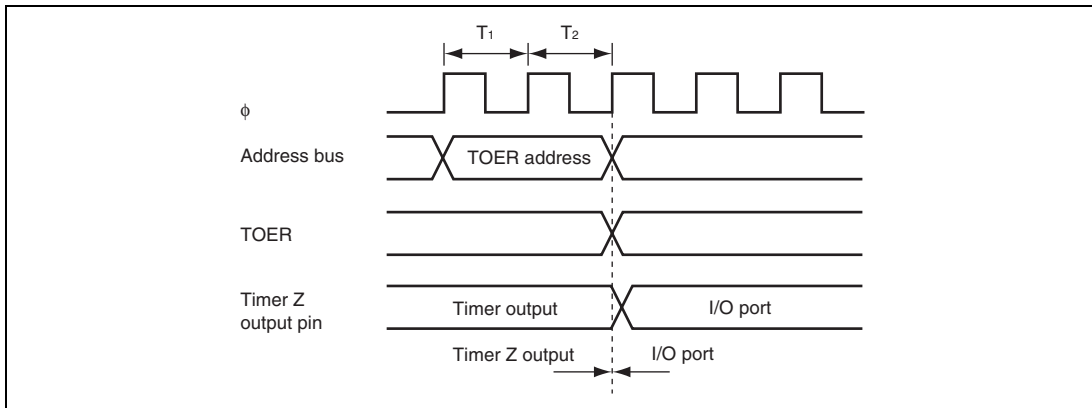 T1 T2
ϕ
Address bus TOER address
TOER
Timer Z
output pin
Timer output I/O port
Timer Z output I/O port